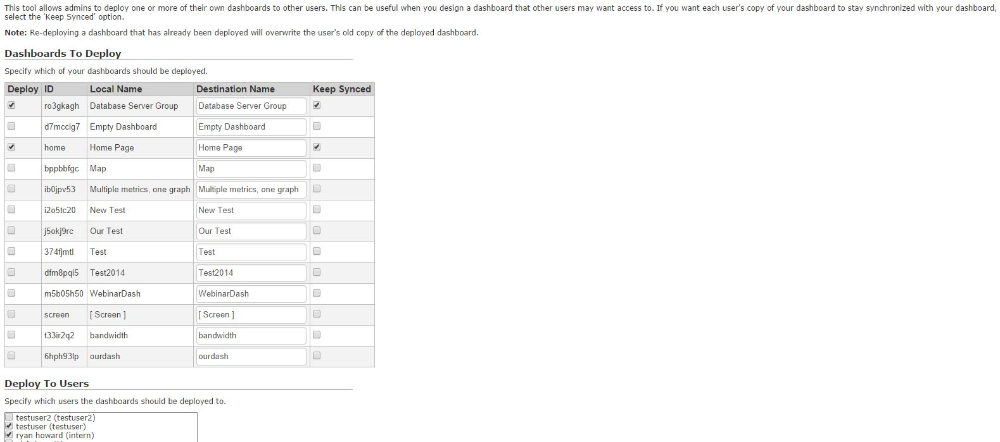 This tool allows admins to deploy one or more of their own dashboards to other users. This can be useful when you design a dashboard that other users may want access to. If you want each user's copy of your dashboard to stay synchronized with your dashboard,
select the 'Keep Synced' option.
Note: Re-deploying a dashboard that has already been deployed will overwrite the user's old copy of the deployed dashboard.
Dashboards To Deploy
Specify which of your dashboards should be deployed.
Deploy ID Local Name Destination Name Keep Synced
ro3gkagh Database Server Group Database Server Group
d7mccig7 Empty Dashboard Empty Dashboard
home Home Page Home Page
bppbbfgc Map Map
ib0jpv53 Multiple metrics, one graph Multiple metrics, one graph
i2o5tc20 New Test New Test
j5okj9rc Our Test Our Test
374fjmtl Test Test
dfm8pqi5 Test2014 Test2014
m5b05h50 WebinarDash WebinarDash
screen [ Screen ] [ Screen ]
t33ir2q2 bandwidth bandwidth
6hph93lp ourdash ourdash
Deploy To Users
Specify which users the dashboards should be deployed to.
testuser2 (testuser2)
testuser (testuser)
ryan howard (intern)